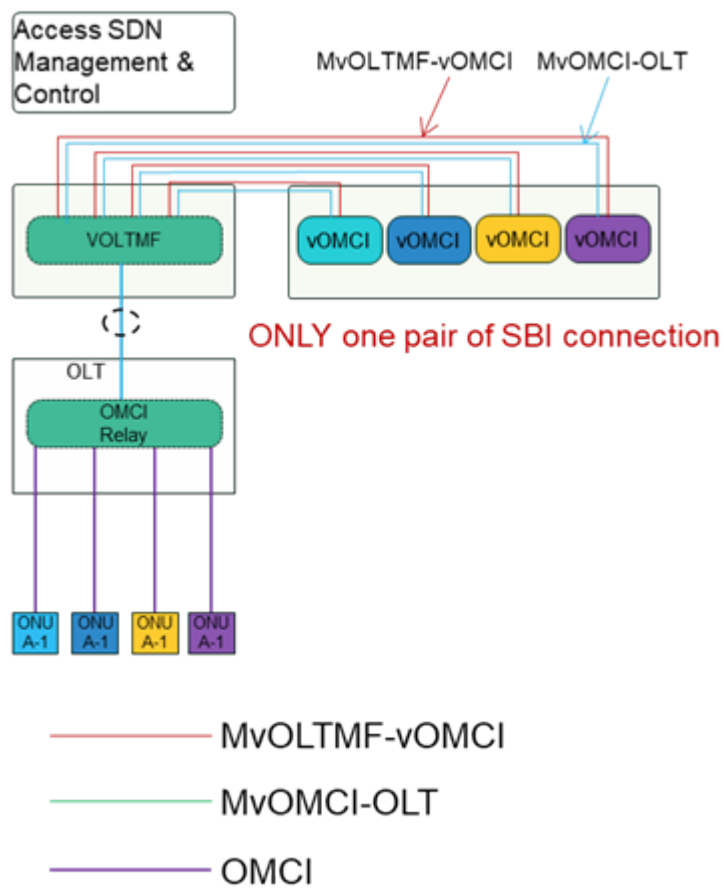 Access SDN
Management &
Control
MvOLTMF-vOMCI MvOMCI-OLT
VOLTMF
vOMCI vOMCI vOMCI vOMCI
ONLY one pair of SBI connection
OLT
OMCI
Relay
ONU ONU ONU ONU
A-1 A-1 A-1 A-1
MvOLTMF-vOMCI
MvOMCI-OLT
OMCI